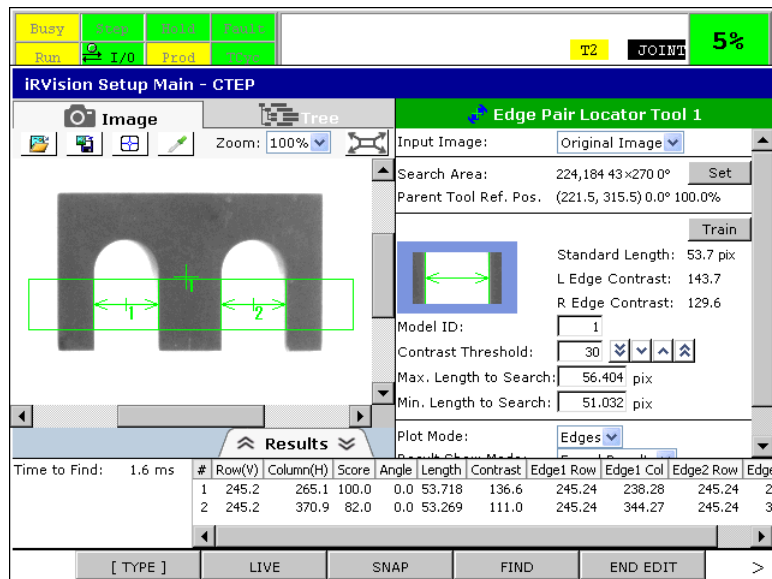 Busy Step Hold Fault
Run I/O Prod TCyc
T2 JOINT 5%
iRVision Setup Main - CTEP
Image Tree Edge Pair Locator Tool 1
Zoom: 100%
Input Image: Original Image
Search Area: 224,184 43×270 0° Set
Parent Tool Ref. Pos. (221.5, 315.5) 0.0° 100.0%
Train
Standard Length: 53.7 pix
L Edge Contrast: 143.7
R Edge Contrast: 129.6
1
1 2
Model ID: 1
Contrast Threshold: 30
Max. Length to Search: 56.404 pix
Min. Length to Search: 51.032 pix
Plot Mode: Edges
Results
Time to Find: 1.6 ms
# Row(V) Column(H) Score Angle Length Contrast Edge1 Row Edge1 Col Edge2 Row Edge
1 245.2 265.1 100.0 0.0 53.718 136.6 245.24 238.28 245.24 2
2 245.2 370.9 82.0 0.0 53.269 111.0 245.24 344.27 245.24 3
[ TYPE ] LIVE SNAP FIND END EDIT >